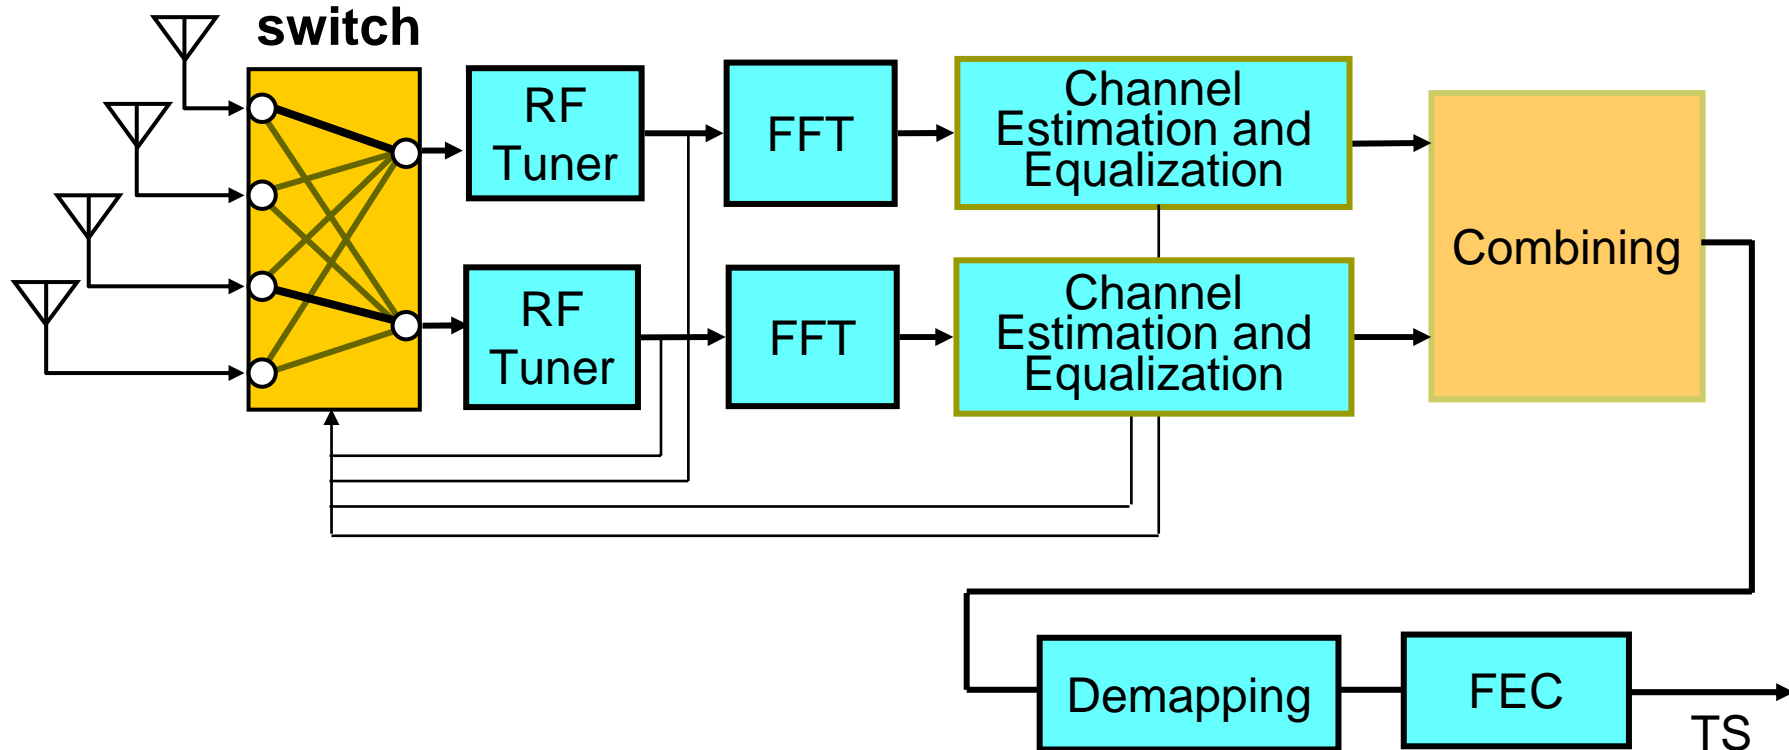 switch
RF
Tuner
FFT
Channel
Estimation and
Equalization
RF
Tuner
FFT
Channel
Estimation and
Equalization
Combining
Demapping
FEC
TS